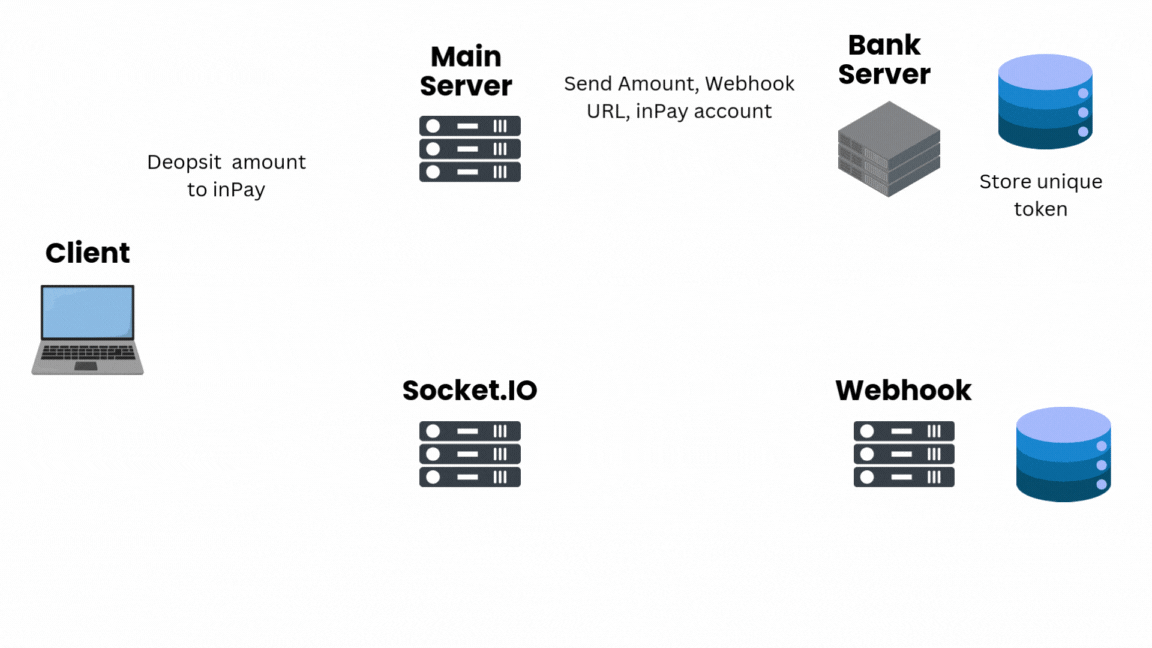 Main
Server
Send Amount, Webhook
URL, inPay account
Bank
Server
Deopsit amount
to inPay
Store unique
token
Client
Socket.IO
Webhook